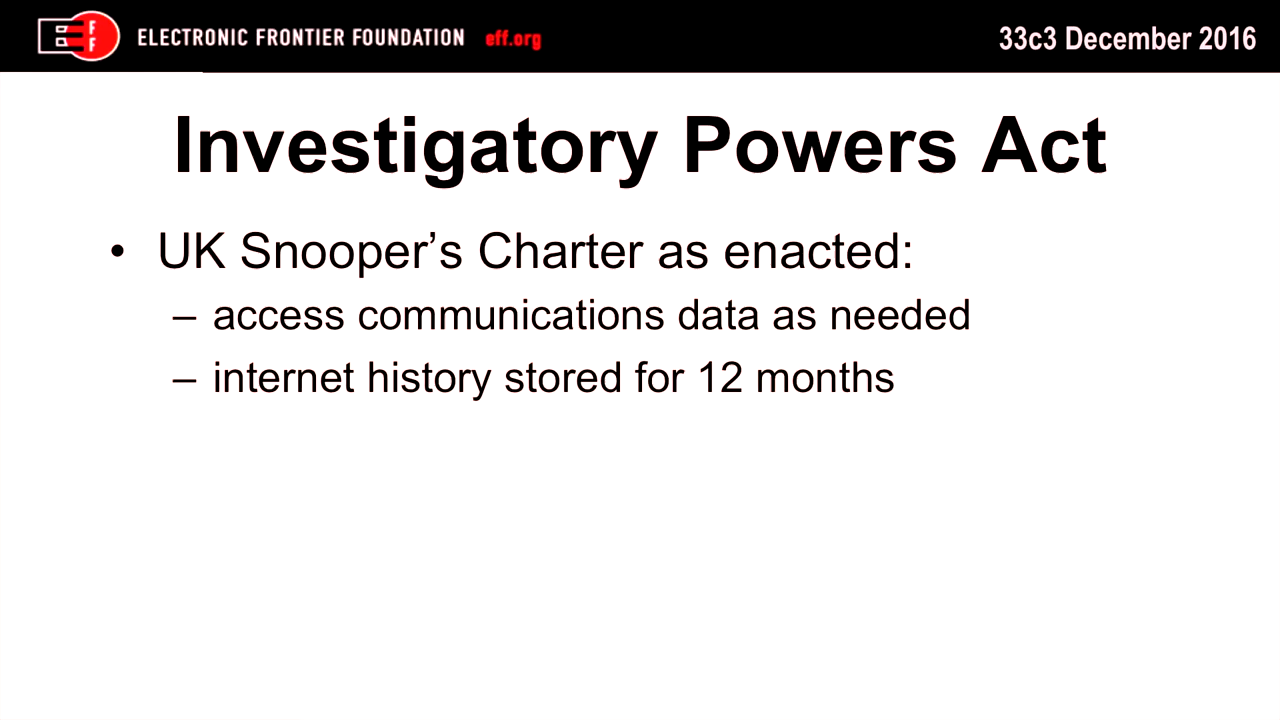 EFF
ELECTRONIC FRONTIER FOUNDATION eff.org
33c3 December 2016
Investigatory Powers Act
• UK Snooper’s Charter as enacted:
– access communications data as needed
– internet history stored for 12 months